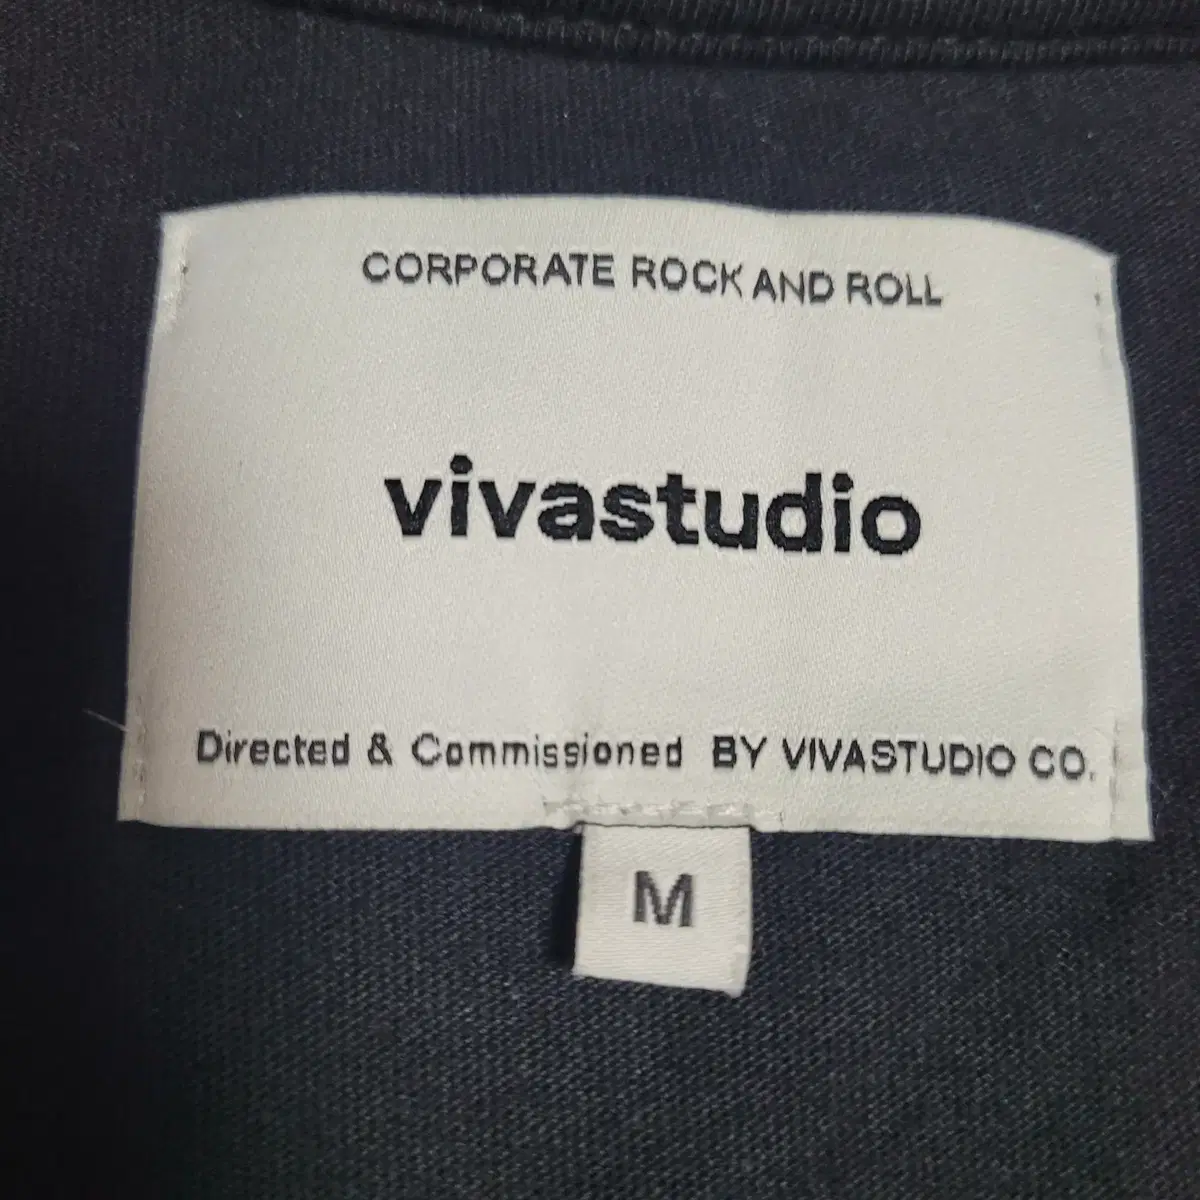 CORPORATE ROCK AND ROLL
vivastudio
Directed & Commissioned BY VIVASTUDIO CO.
M